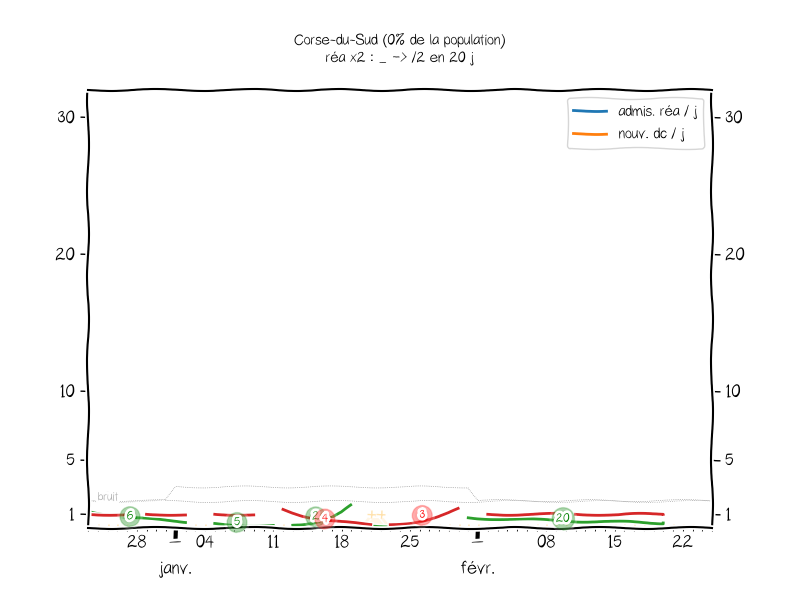 Corse-du-Sud (0% de la population)
réa x2 : _ -> /2 en 20 j
admis. réa / j
nouv. dc / j
30 30
20 20
10 10
5 5
bruit
1 1
6 5 2 4 ++ 3 20
28 04 11 18 25 08 15 22
janv. févr.